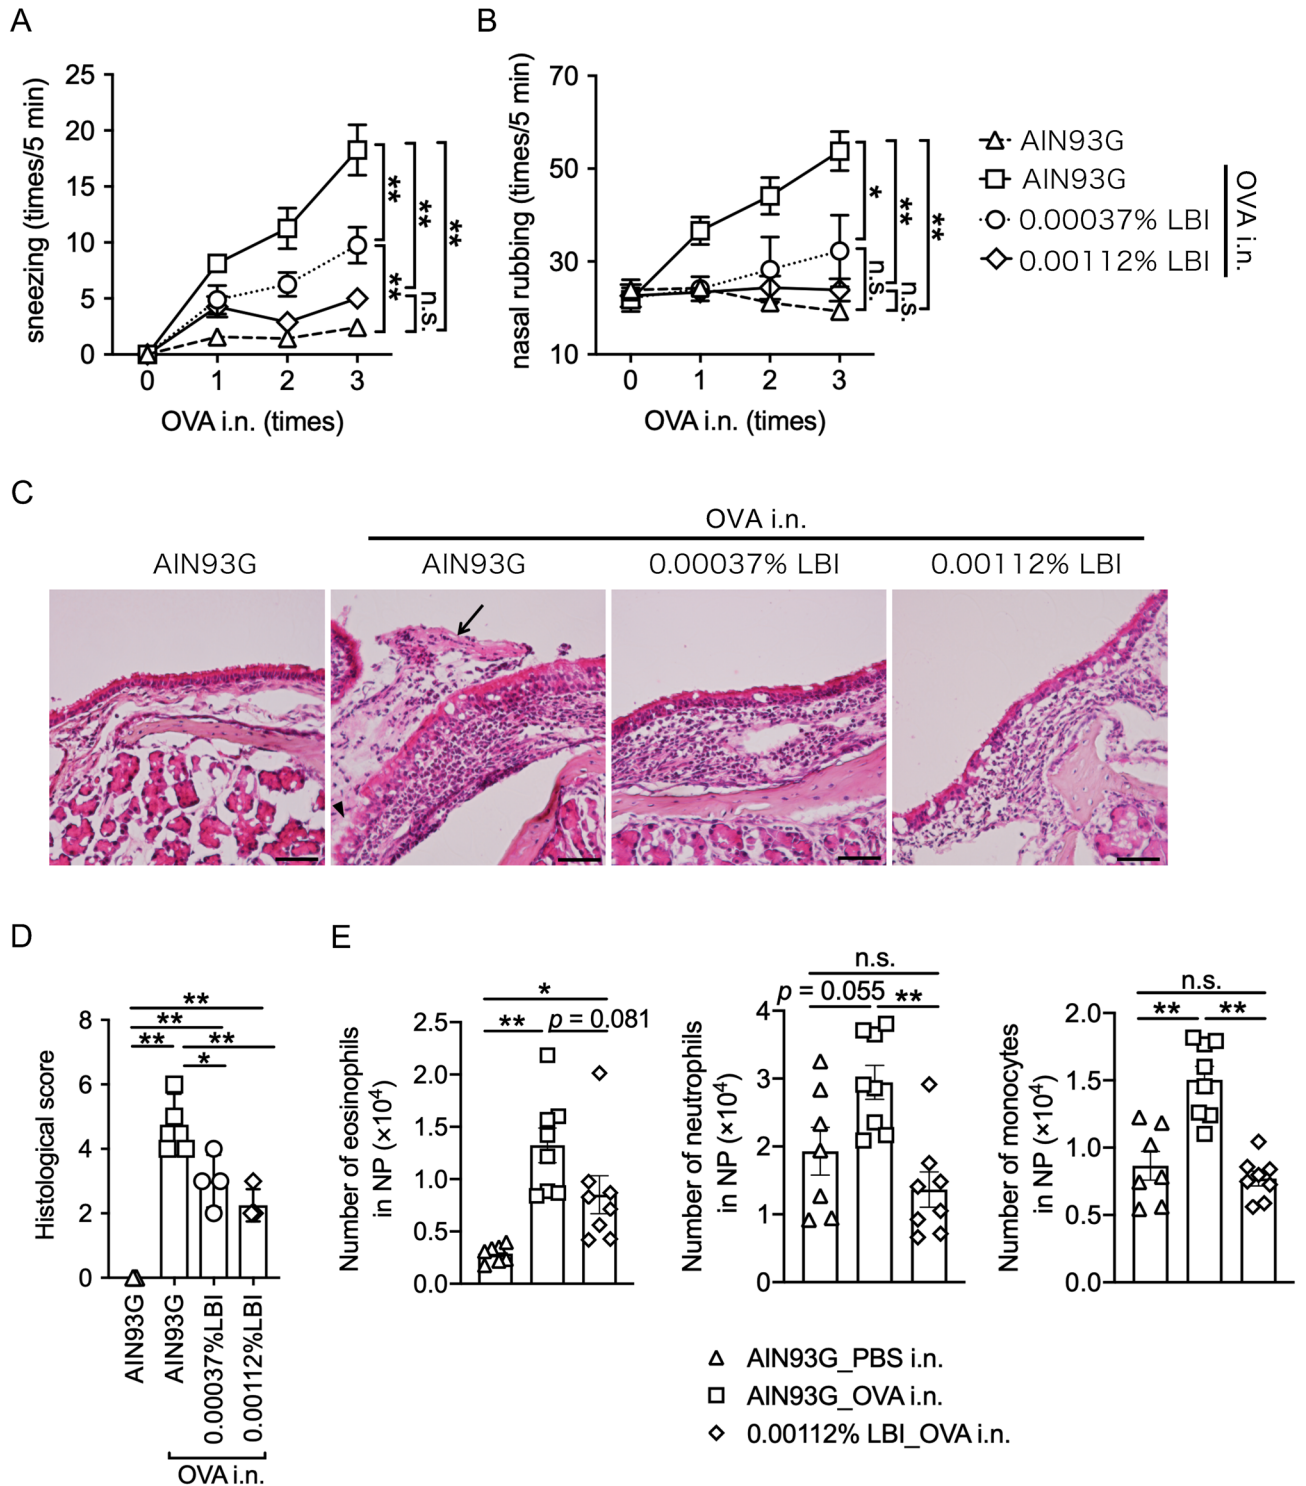 A
B
25
20
15
10
5
0
sneezing (times/5 min)
0 1 2 3
OVA i.n. (times)
**
**
**
**
n.s.
70
50
30
10
nasal rubbing (times/5 min)
0 1 2 3
OVA i.n. (times)
*
**
**
n.s.
n.s.
AIN93G
AIN93G
0.00037% LBI
0.00112% LBI
OVA i.n.
C
OVA i.n.
AIN93G AIN93G 0.00037% LBI 0.00112% LBI
D
E
**
**
** **
*
8
6
4
2
0
Histological score
AIN93G
AIN93G
0.00037%LBI
0.00112%LBI
OVA i.n.
*
** p = 0.081
2.5
2.0
1.5
1.0
0.5
0.0
Number of eosinophils
in NP (×10⁴)
n.s.
p = 0.055 **
4
3
2
1
0
Number of neutrophils
in NP (×10⁴)
n.s.
** **
2.0
1.5
1.0
0.5
0.0
Number of monocytes
in NP (×10⁴)
AIN93G_PBS i.n.
AIN93G_OVA i.n.
0.00112% LBI_OVA i.n.